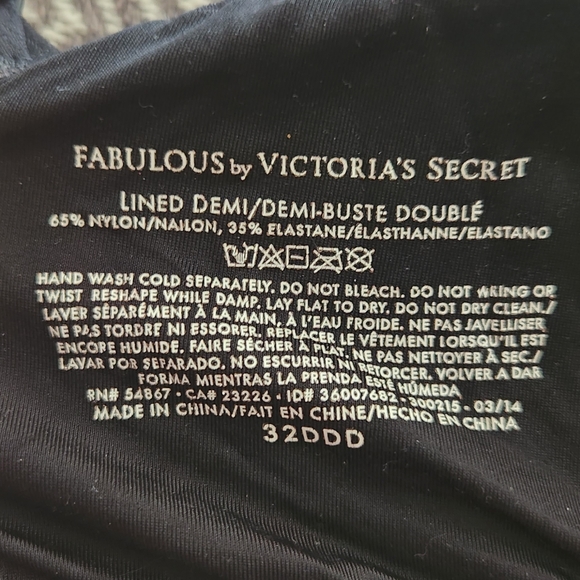 FABULOUS by VICTORIA'S SECRET
LINED DEMI/DEMI-BUSTE DOUBLÉ
65% NYLON/NAILON, 35% ELASTANE/ÉLASTHANNE/ELASTANO
HAND WASH COLD SEPARATELY. DO NOT BLEACH. DO NOT WRING OR
TWIST RESHAPE WHILE DAMP. LAY FLAT TO DRY. DO NOT DRY CLEAN./
LAVER SÉPARÉMENT À LA MAIN, À L'EAU FROIDE. NE PAS JAVELLISER
NE PAS TORDRE NI ESSORER. REPLACER LE VÊTEMENT LORSQU'IL EST
ENCORE HUMIDE. FAIRE SÉCHER À PLAT. NE PAS NETTOYER À SEC./
LAVAR POR SEPARADO. NO ESCURRIR NI RETORCER. VOLVER A DAR
FORMA MIENTRAS LA PRENDA ESTÉ HÚMEDA
RN# 54867 • CA# 23226 • ID# 36007682-300215 - 03/14
MADE IN CHINA/FAIT EN CHINE/HECHO EN CHINA
32DDD